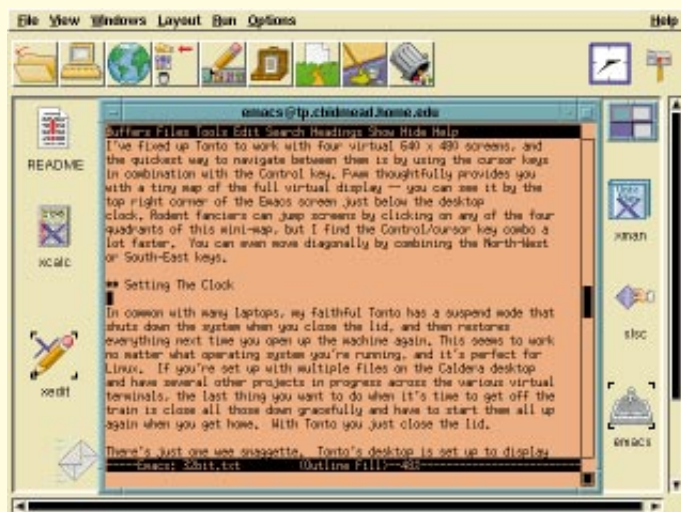 File View Windows Layout Run Options Help
emacs@tp.chidmead.home.edu
Buffers Files Tools Edit Search Headings Show Hide Help
I've fixed up Tonto to work with four virtual 640 x 480 screens, and
the quickest way to navigate between them is by using the cursor keys
in combination with the Control key. Fvwm thoughtfully provides you
with a tiny map of the full virtual display -- you can see it by the
top right corner of the Emacs screen just below the desktop
clock. Rodent fanciers can jump screens by clicking on any of the four
quadrants of this mini-map, but I find the Control/cursor key combo a
lot faster. You can even move diagonally by combining the North-West
or South-East keys.
** Setting The Clock
In common with many laptops, my faithful Tonto has a suspend mode that
shuts down the system when you close the lid, and then restores
everything next time you open up the machine again. This seems to work
no matter what operating system you're running, and it's perfect for
Linux. If you're set up with multiple files on the Caldera desktop
and have several other projects in progress across the various virtual
terminals, the last thing you want to do when it's time to get off the
train is close all those down gracefully and have to start them all up
again when you get home. With Tonto you just close the lid.
There's just one wee snaggette. Tonto's desktop is set up to display
-----Emacs: 32bit.txt (Outline Fill)--48%-----
README
xcalc
xedit
xman
slsc
emacs